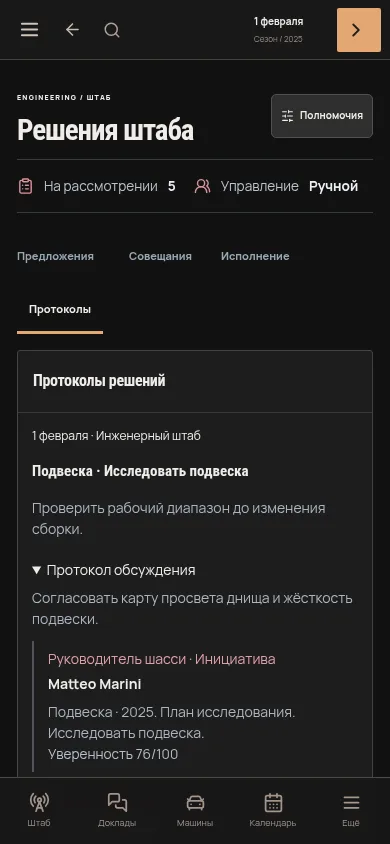 1 февраля
Сезон / 2025
ENGINEERING / ШТАБ
Решения штаба
Полномочия
На рассмотрении 5 Управление Ручной
Предложения Совещания Исполнение
Протоколы
Протоколы решений
1 февраля · Инженерный штаб
Подвеска · Исследовать подвеска
Проверить рабочий диапазон до изменения
сборки.
▼ Протокол обсуждения
Согласовать карту просвета днища и жёсткость
подвески.
Руководитель шасси · Инициатива
Matteo Marini
Подвеска · 2025. План исследования.
Исследовать подвеска.
Уверенность 76/100
Штаб Доклады Машины Календарь Ещё